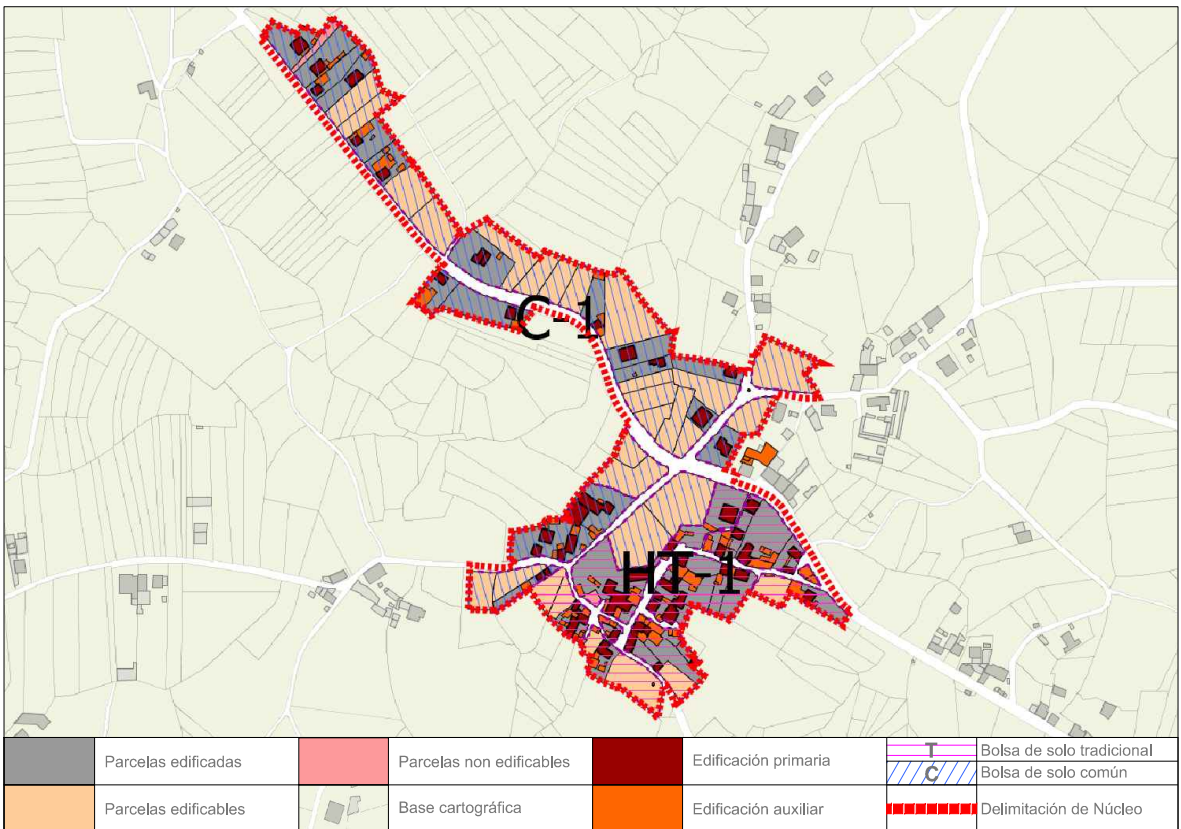 C-1
HT-1
Parcelas edificadas
Parcelas non edificables
Edificación primaria
T
Bolsa de solo tradicional
C
Bolsa de solo común
Parcelas edificables
Base cartográfica
Edificación auxiliar
Delimitación de Núcleo